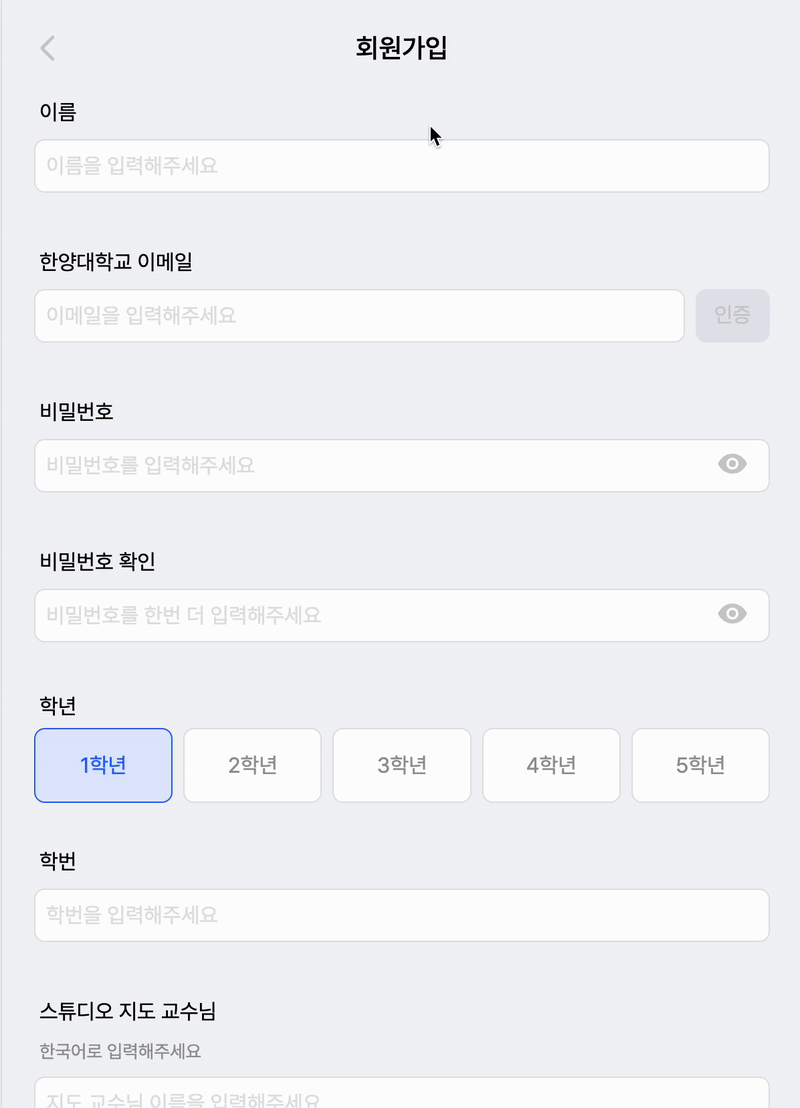 회원가입
이름
이름을 입력해주세요
한양대학교 이메일
이메일을 입력해주세요
인증
비밀번호
비밀번호를 입력해주세요
비밀번호 확인
비밀번호를 한번 더 입력해주세요
학년
1학년 2학년 3학년 4학년 5학년
학번
학번을 입력해주세요
스튜디오 지도 교수님
한국어로 입력해주세요
지도 교수님 이름을 입력해주세요